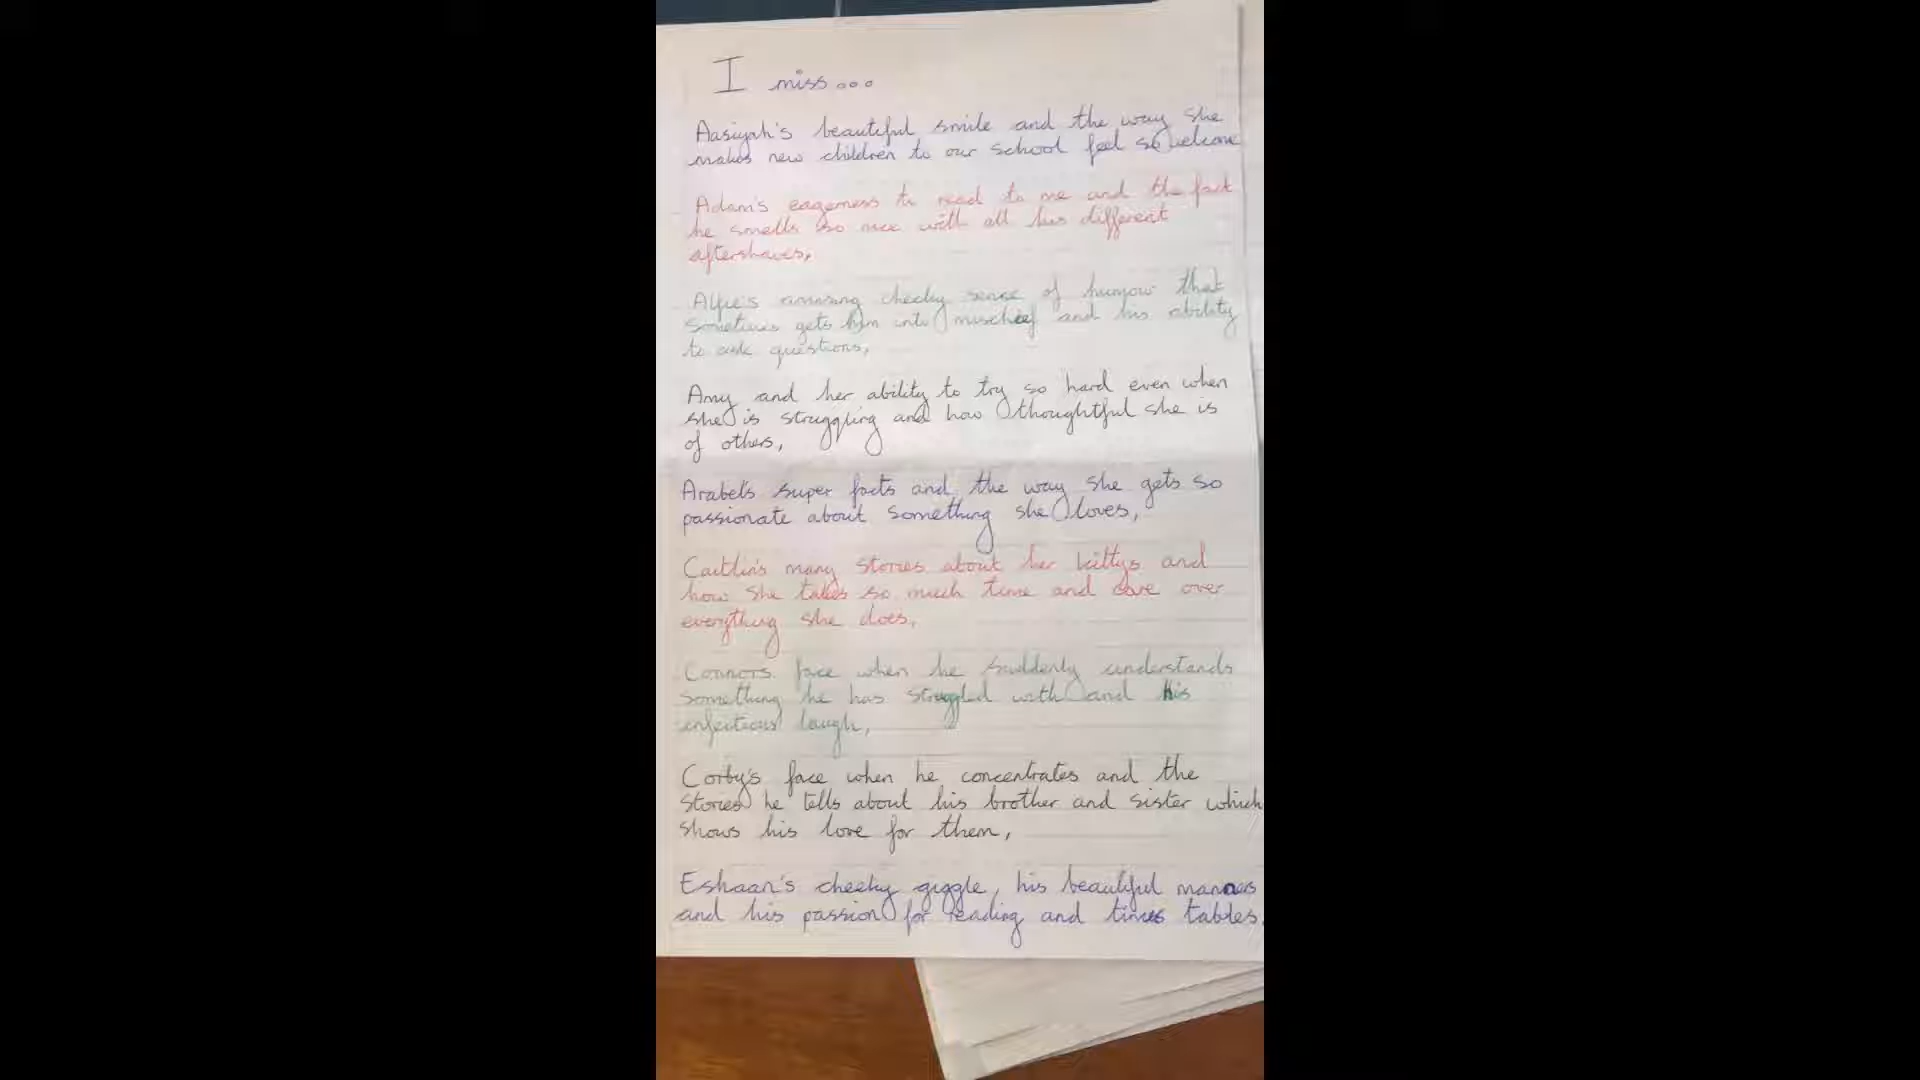 I miss...
Aasiyah's beautiful smile and the way she
makes new children to our school feel so welcome
Adam's eagerness to read to me and the fact
he smells so nice with all his different
aftershaves,
Alfie's amusing cheeky sense of humour that
sometimes gets him into mischief and his ability
to ask questions,
Amy and her ability to try so hard even when
she is struggling and how thoughtful she is
of others,
Arabel's super facts and the way she gets so
passionate about something she loves,
Caitlin's many stories about her kittys and
how she takes so much time and care over
everything she does,
Connors face when he suddenly understands
something he has struggled with and his
infectious laugh,
Corby's face when he concentrates and the
stories he tells about his brother and sister which
shows his love for them,
Eshaan's cheeky giggle, his beautiful manners
and his passion for reading and times tables,